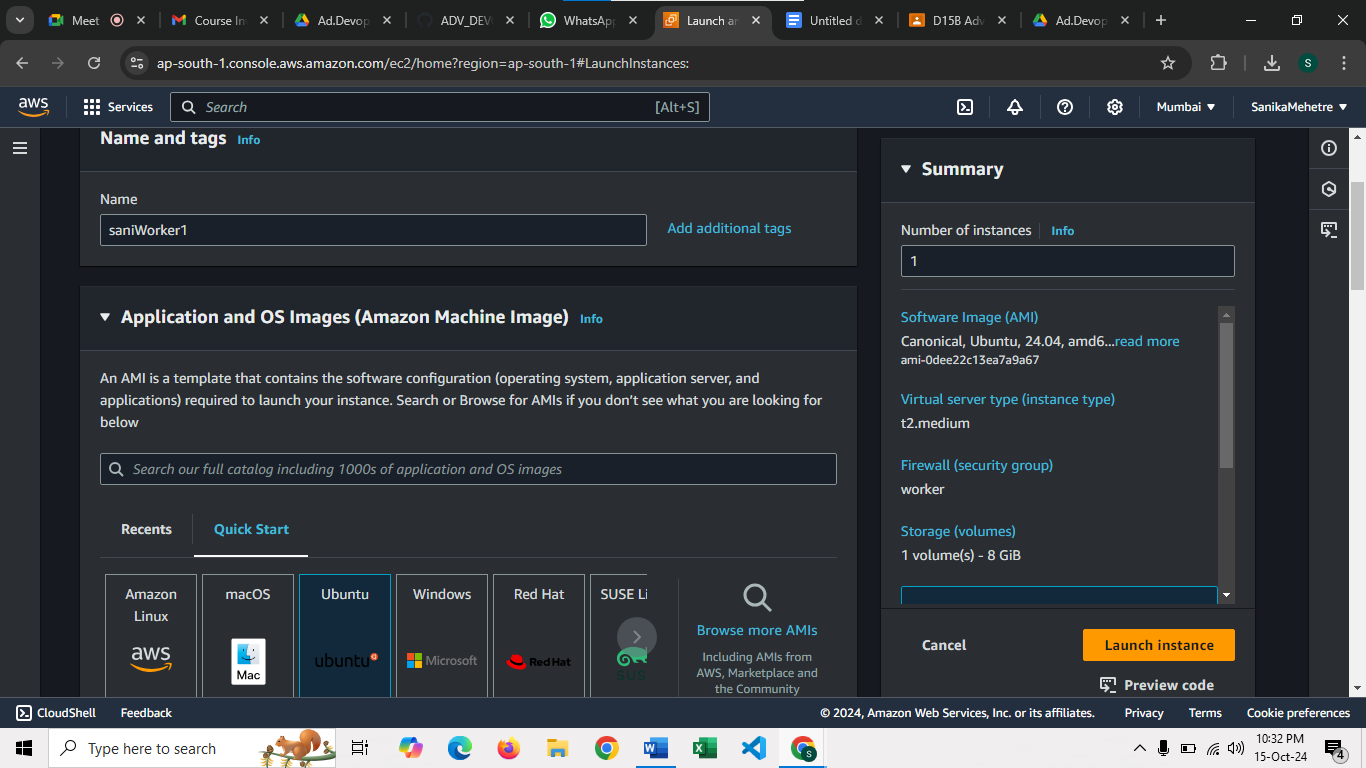 Meet
Course In
Ad.Devop
ADV_DEV
WhatsApp
Launch an
Untitled d
D15B Adv
Ad.Devop
ap-south-1.console.aws.amazon.com/ec2/home?region=ap-south-1#LaunchInstances:
S
aws
Services
Search
[Alt+S]
Mumbai
SanikaMehetre
Name and tags Info
Name
saniWorker1
Add additional tags
Application and OS Images (Amazon Machine Image) Info
An AMI is a template that contains the software configuration (operating system, application server, and
applications) required to launch your instance. Search or Browse for AMIs if you don't see what you are looking for
below
Search our full catalog including 1000s of application and OS images
Recents
Quick Start
Amazon
Linux
aws
macOS
Mac
Ubuntu
ubuntu
Windows
Microsoft
Red Hat
Red Hat
SUSE Li
SUS
Browse more AMIs
Including AMIs from
AWS, Marketplace and
the Community
Summary
Number of instances Info
1
Software Image (AMI)
Canonical, Ubuntu, 24.04, amd6...read more
ami-0dee22c13ea7a9a67
Virtual server type (instance type)
t2.medium
Firewall (security group)
worker
Storage (volumes)
1 volume(s) - 8 GiB
Cancel
Launch instance
Preview code
CloudShell
Feedback
© 2024, Amazon Web Services, Inc. or its affiliates.
Privacy
Terms
Cookie preferences
Type here to search
S
10:32 PM
15-Oct-24
4